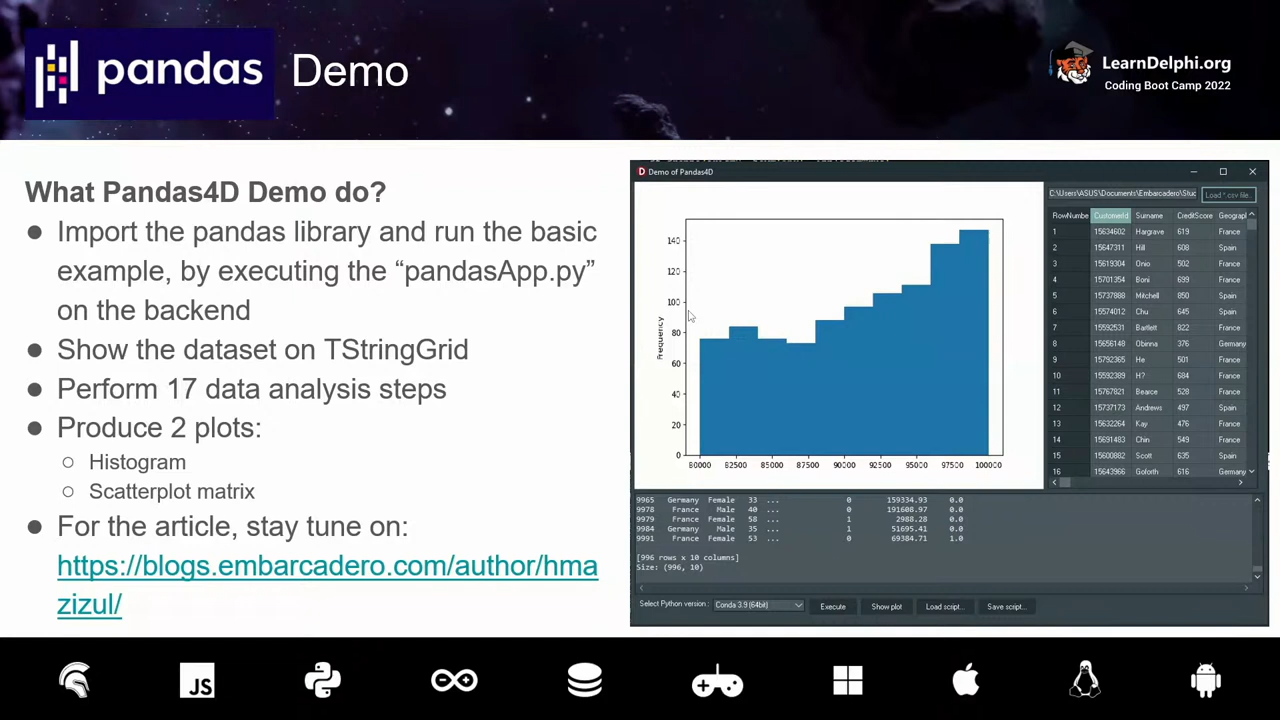 pandas Demo
LearnDelphi.org
Coding Boot Camp 2022
What Pandas4D Demo do?
● Import the pandas library and run the basic
example, by executing the “pandasApp.py”
on the backend
● Show the dataset on TStringGrid
● Perform 17 data analysis steps
● Produce 2 plots:
○ Histogram
○ Scatterplot matrix
● For the article, stay tune on:
https://blogs.embarcadero.com/author/hma
zizul/
Demo of Pandas4D
C:\Users\ASUS\Documents\Embarcadero\Stuc
Load *.csv file...
RowNumbe CustomerId Surname CreditScore Geograpl
1 15634602 Hargrave 619 France
2 15647311 Hill 608 Spain
3 15619304 Onio 502 France
4 15701354 Boni 699 France
5 15737888 Mitchell 850 Spain
6 15574012 Chu 645 Spain
7 15592531 Bartlett 822 France
8 15656148 Obinna 376 Germany
9 15792365 He 501 France
10 15592389 H? 684 France
11 15767821 Bearce 528 France
12 15737173 Andrews 497 Spain
13 15632264 Kay 476 France
14 15691483 Chin 549 France
15 15600882 Scott 635 Spain
16 15643966 Goforth 616 Germany
Frequency
140
120
100
80
60
40
20
0
80000 82500 85000 87500 90000 92500 95000 97500 100000
9965 Germany Female 33 ... 0 159334.93 0.0
9978 France Male 40 ... 0 191608.97 0.0
9979 France Female 58 ... 1 2988.28 0.0
9984 Germany Male 35 ... 1 51695.41 0.0
9991 France Female 53 ... 0 69384.71 1.0
[996 rows x 10 columns]
Size: (996, 10)
Select Python version: Conda 3.9 (64bit) Execute Show plot Load script... Save script...
JS